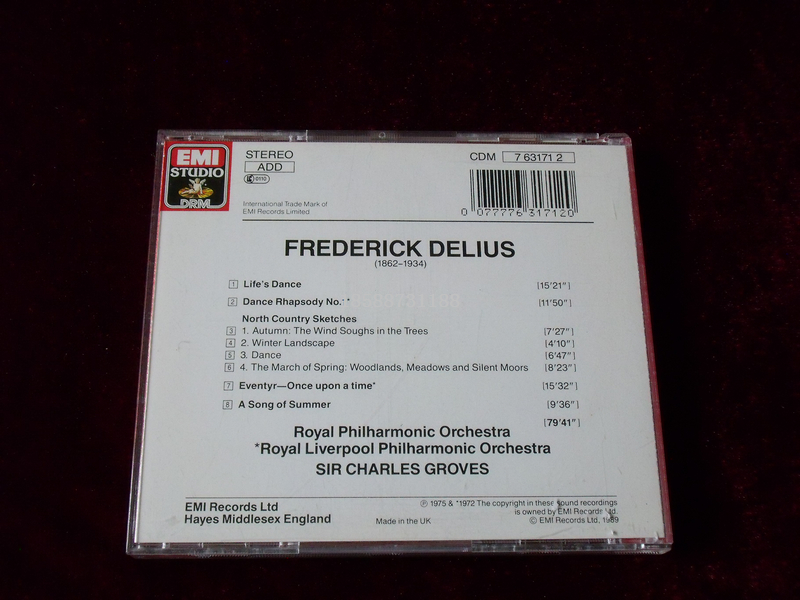 EMI
STUDIO
DRM
STEREO
ADD
0110
International Trade Mark of
EMI Records Limited
CDM 7 63171 2
0 077776 317120
FREDERICK DELIUS
(1862–1934)
1 Life's Dance [15'21"]
2 Dance Rhapsody No. * [11'50"]
North Country Sketches
3 1. Autumn: The Wind Soughs in the Trees [7'27"]
4 2. Winter Landscape [4'10"]
5 3. Dance [6'47"]
6 4. The March of Spring: Woodlands, Meadows and Silent Moors [8'23"]
7 Eventyr—Once upon a time* [15'32"]
8 A Song of Summer [9'36"]
[79'41"]
Royal Philharmonic Orchestra
*Royal Liverpool Philharmonic Orchestra
SIR CHARLES GROVES
EMI Records Ltd
Hayes Middlesex England
Made in the UK
℗ 1975 & *1972 The copyright in these sound recordings
is owned by EMI Records Ltd.
© EMI Records Ltd, 1989